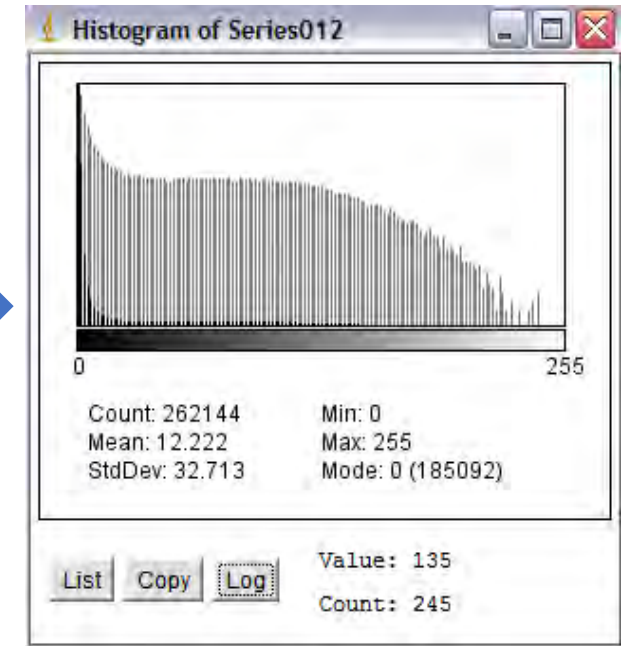 Histogram of Series012
0 255
Count: 262144 Min: 0
Mean: 12.222 Max: 255
StdDev: 32.713 Mode: 0 (185092)
List Copy Log Value: 135
Count: 245